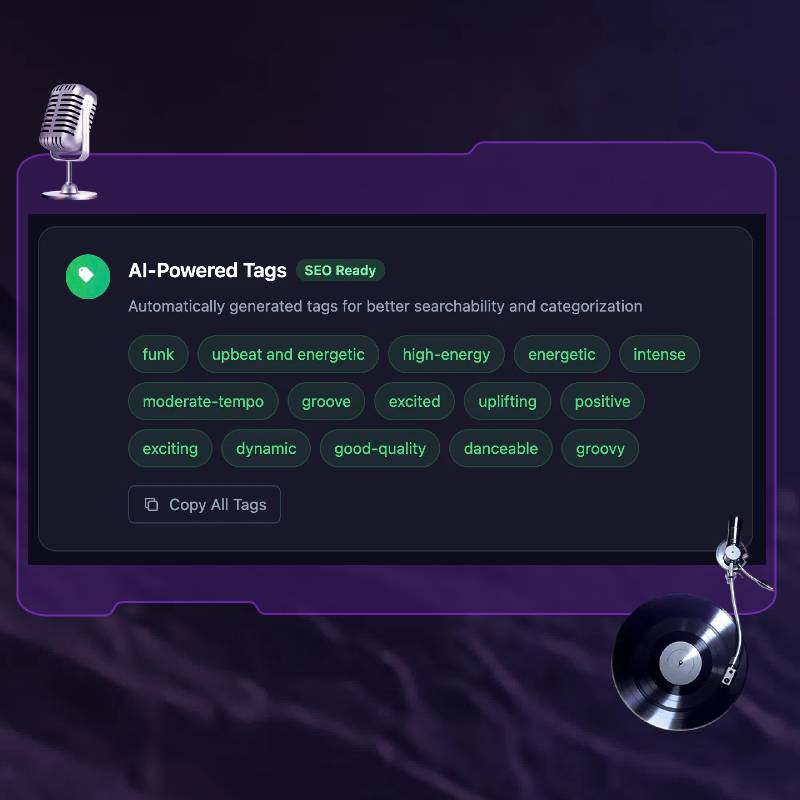 AI-Powered Tags SEO Ready
Automatically generated tags for better searchability and categorization
funk upbeat and energetic high-energy energetic intense
moderate-tempo groove excited uplifting positive
exciting dynamic good-quality danceable groovy
Copy All Tags